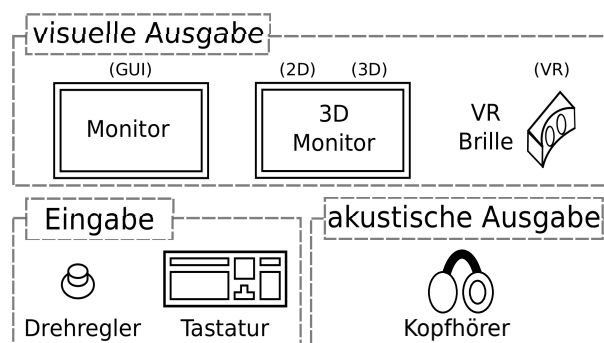 visuelle Ausgabe
(GUI)
(2D) (3D)
(VR)
Monitor
3D
Monitor
VR
Brille
Eingabe
akustische Ausgabe
Drehregler
Tastatur
Kopfhörer